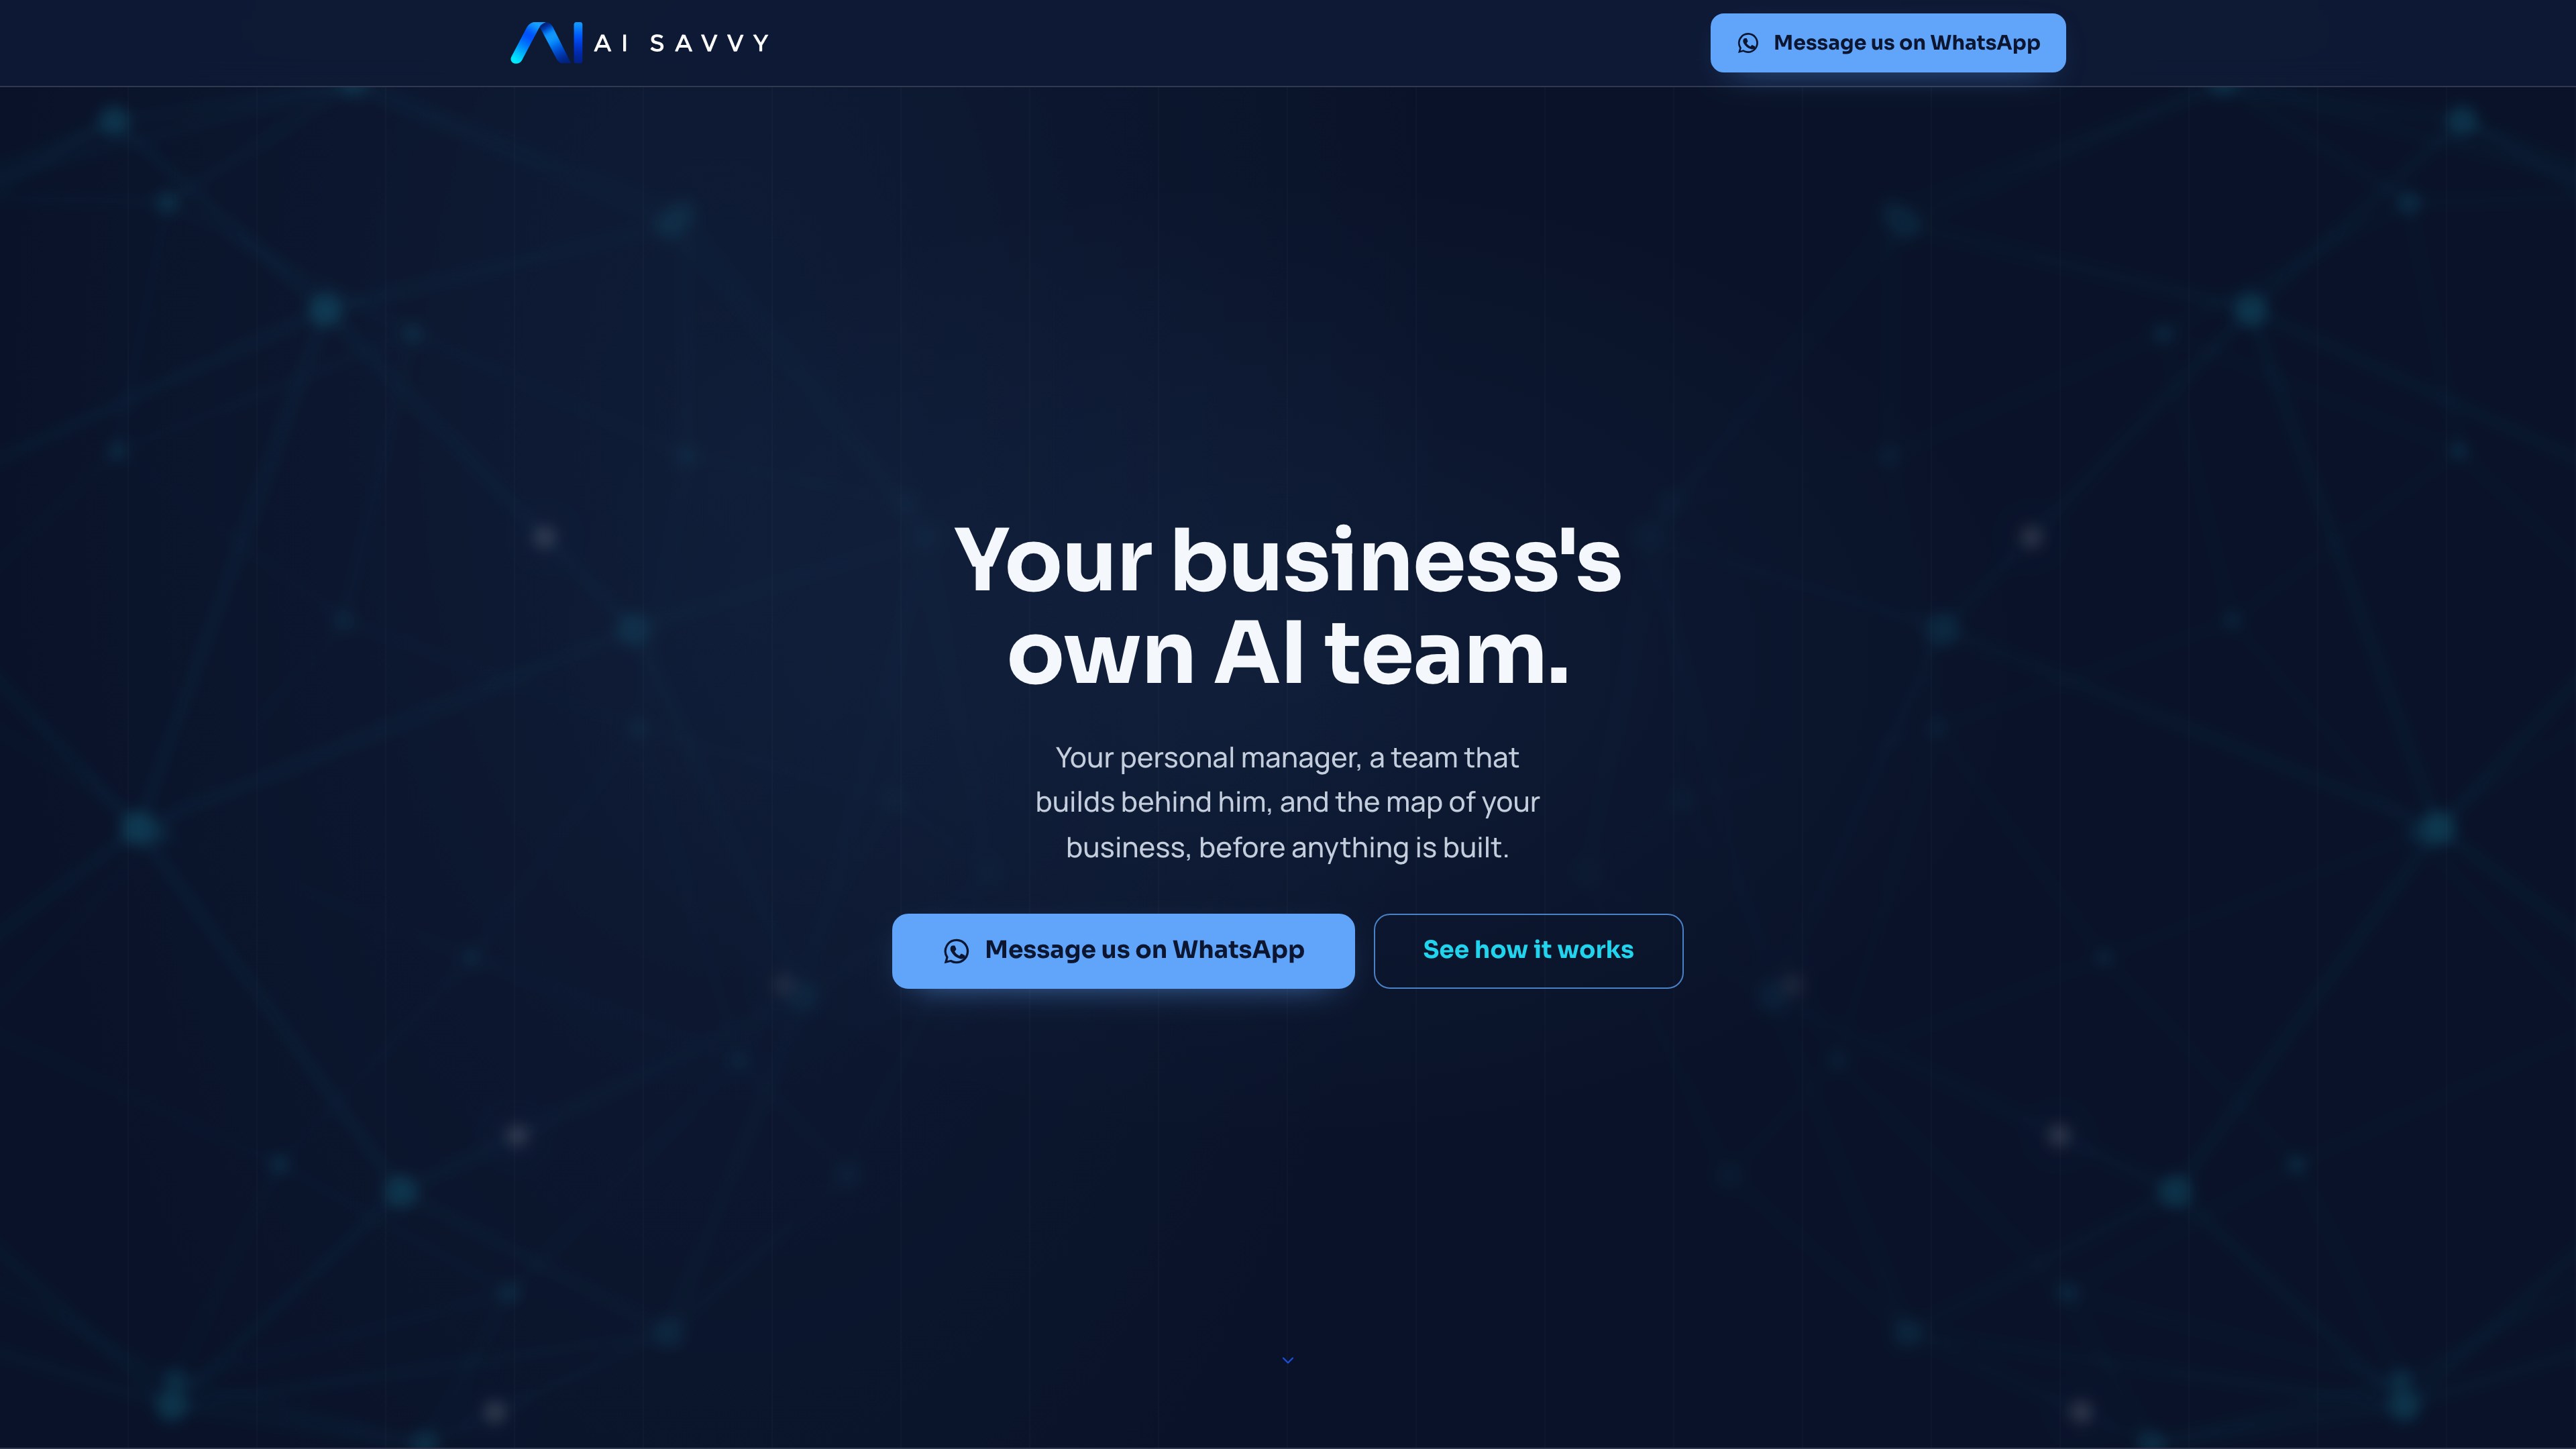 AI SAVVY
Message us on WhatsApp
Your business's
own AI team.
Your personal manager, a team that
builds behind him, and the map of your
business, before anything is built.
Message us on WhatsApp
See how it works